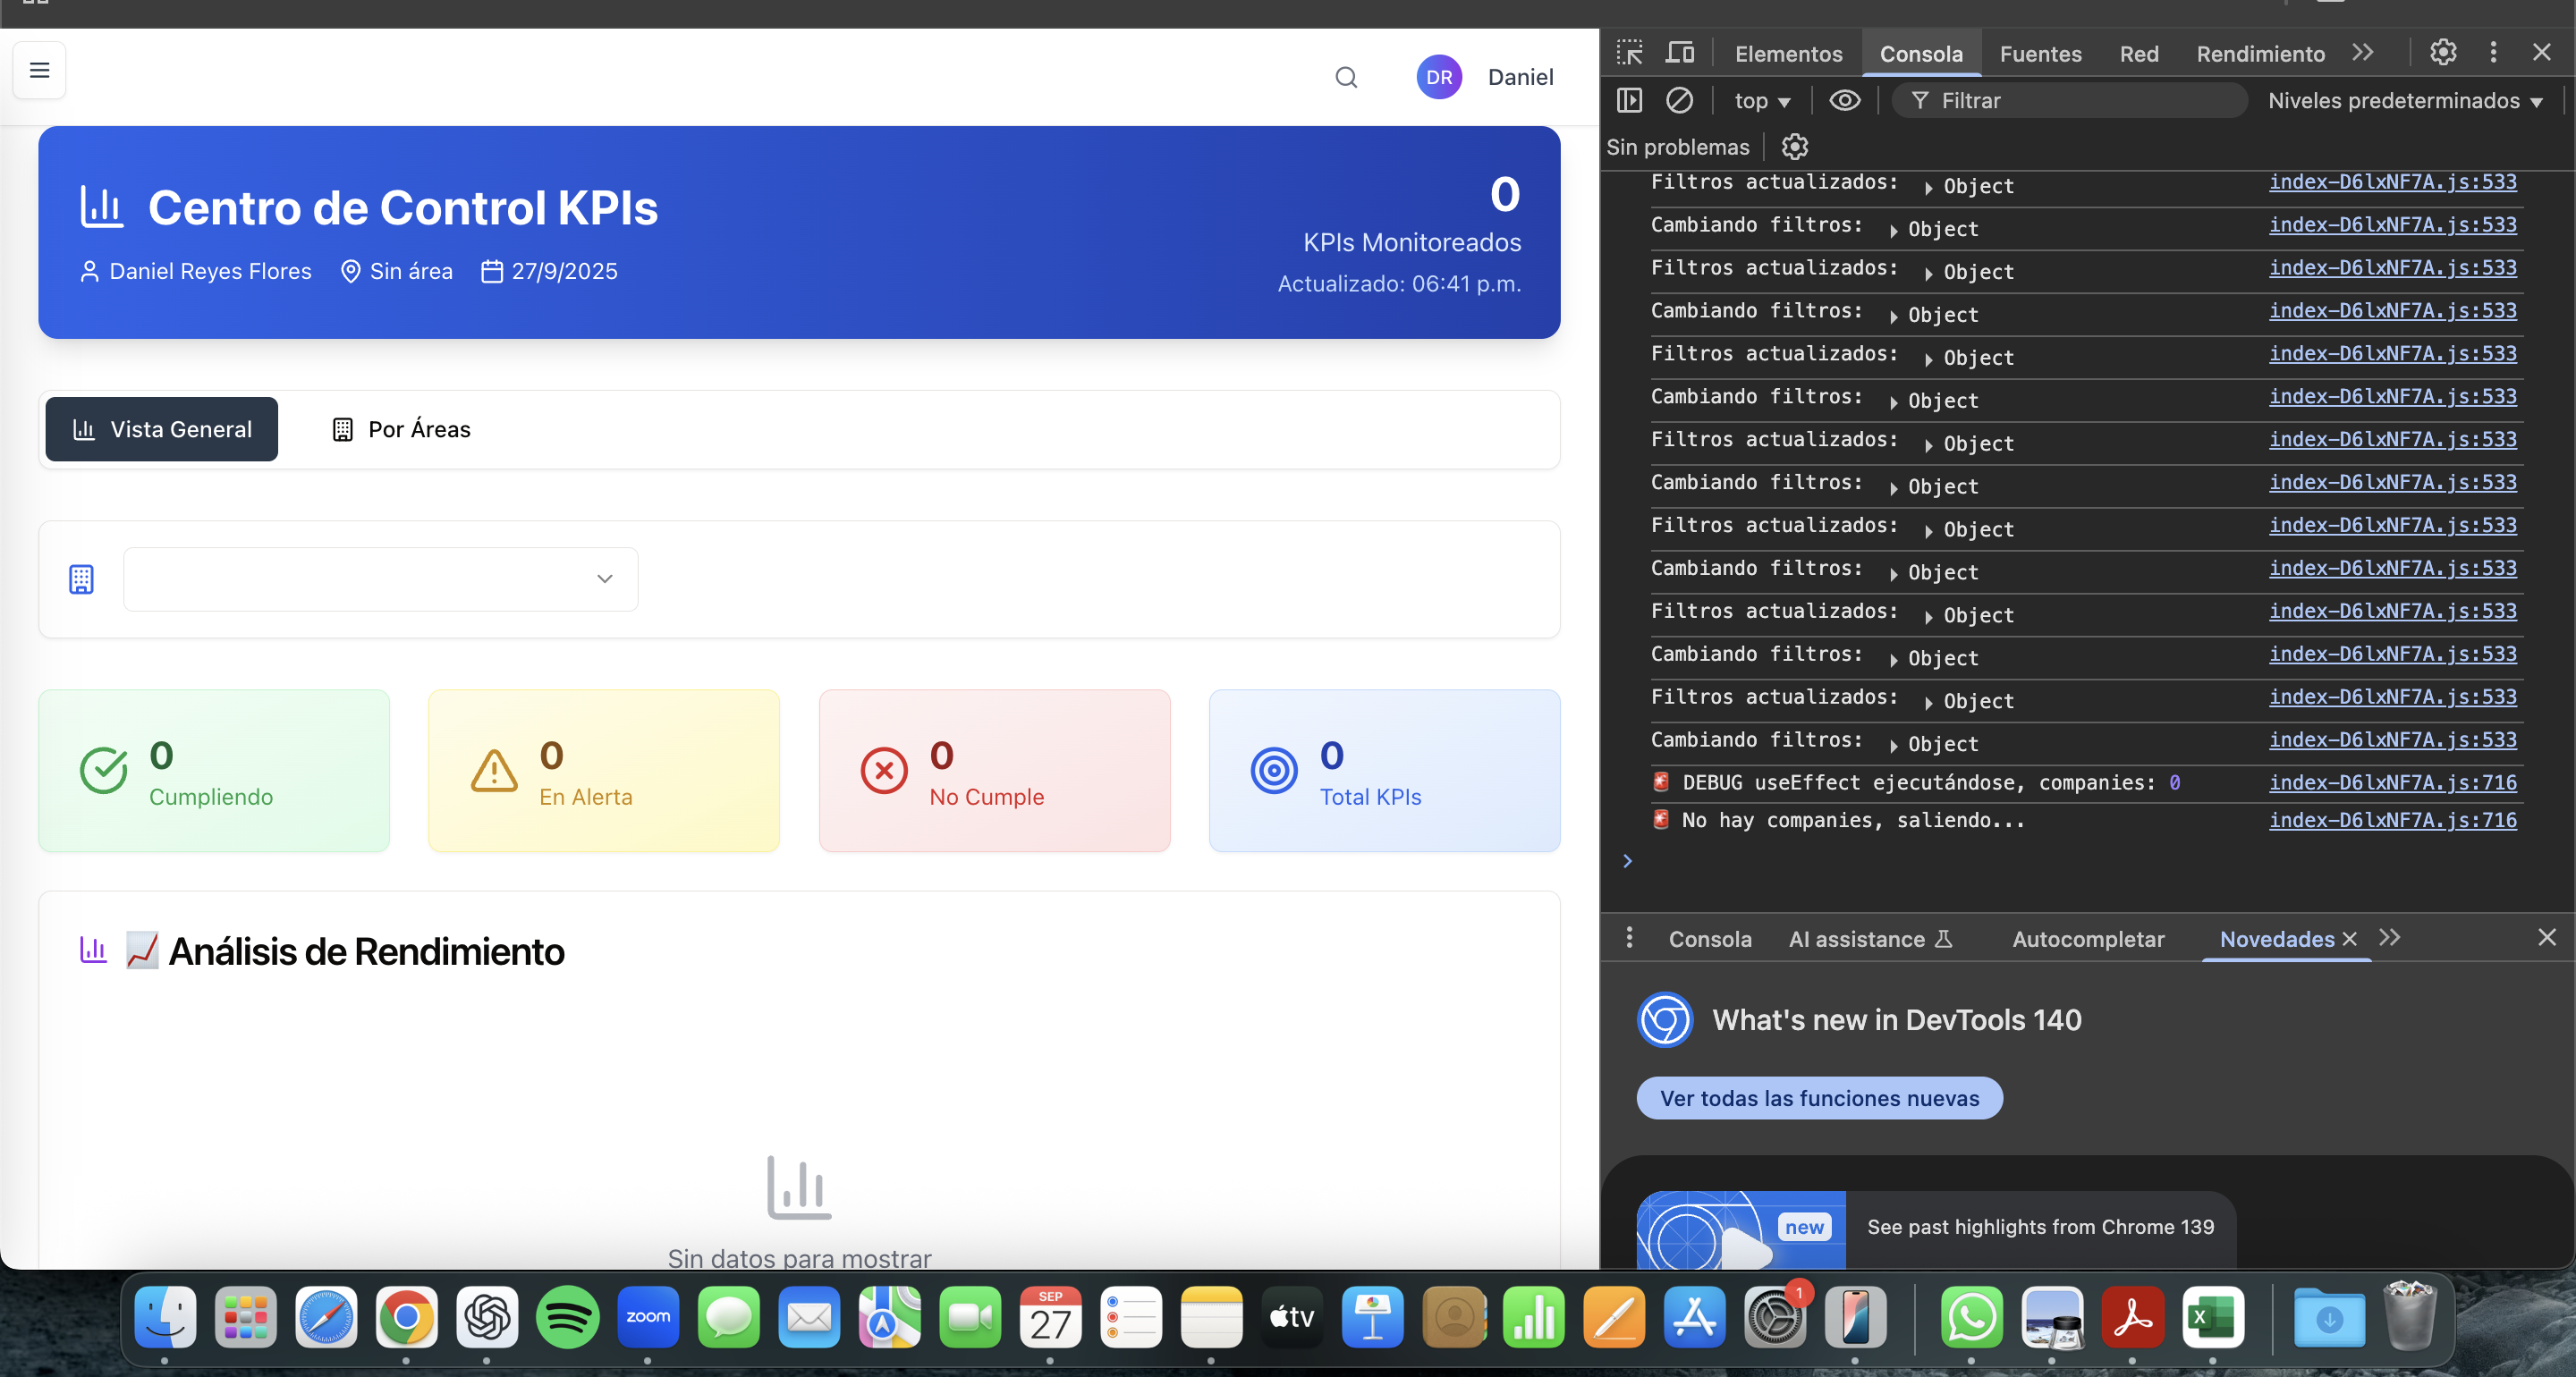 DR Daniel
Centro de Control KPIs
Daniel Reyes Flores Sin área 27/9/2025
0
KPIs Monitoreados
Actualizado: 06:41 p.m.
Vista General Por Áreas
0
Cumpliendo
0
En Alerta
0
No Cumple
0
Total KPIs
📈 Análisis de Rendimiento
Sin datos para mostrar
Elementos Consola Fuentes Red Rendimiento
top Filtrar Niveles predeterminados
Sin problemas
Filtros actualizados: Object index-D6lxNF7A.js:533
Cambiando filtros: Object index-D6lxNF7A.js:533
Filtros actualizados: Object index-D6lxNF7A.js:533
Cambiando filtros: Object index-D6lxNF7A.js:533
Filtros actualizados: Object index-D6lxNF7A.js:533
Cambiando filtros: Object index-D6lxNF7A.js:533
Filtros actualizados: Object index-D6lxNF7A.js:533
Cambiando filtros: Object index-D6lxNF7A.js:533
Filtros actualizados: Object index-D6lxNF7A.js:533
Cambiando filtros: Object index-D6lxNF7A.js:533
Filtros actualizados: Object index-D6lxNF7A.js:533
Cambiando filtros: Object index-D6lxNF7A.js:533
Filtros actualizados: Object index-D6lxNF7A.js:533
Cambiando filtros: Object index-D6lxNF7A.js:533
🚨 DEBUG useEffect ejecutándose, companies: 0 index-D6lxNF7A.js:716
🚨 No hay companies, saliendo... index-D6lxNF7A.js:716
Consola AI assistance Autocompletar Novedades
What's new in DevTools 140
Ver todas las funciones nuevas
new See past highlights from Chrome 139
zoom
SEP
27
tv
1
X